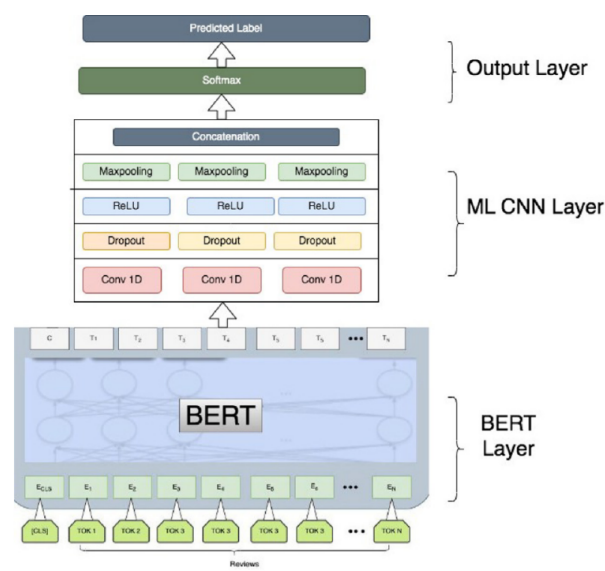 Predicted Label
Softmax
Output Layer
Concatenation
Maxpooling Maxpooling Maxpooling
ReLU ReLU ReLU
ML CNN Layer
Dropout Dropout Dropout
Conv 1D Conv 1D Conv 1D
C T1 T2 T3 T4 T5 T5 ••• TN
BERT
BERT
Layer
ECLS E1 E2 E3 E4 E5 ••• EN
[CLS] TOK 1 TOK 2 TOK 3 TOK 3 TOK 3 TOK 3 ••• TOK N
Reviews